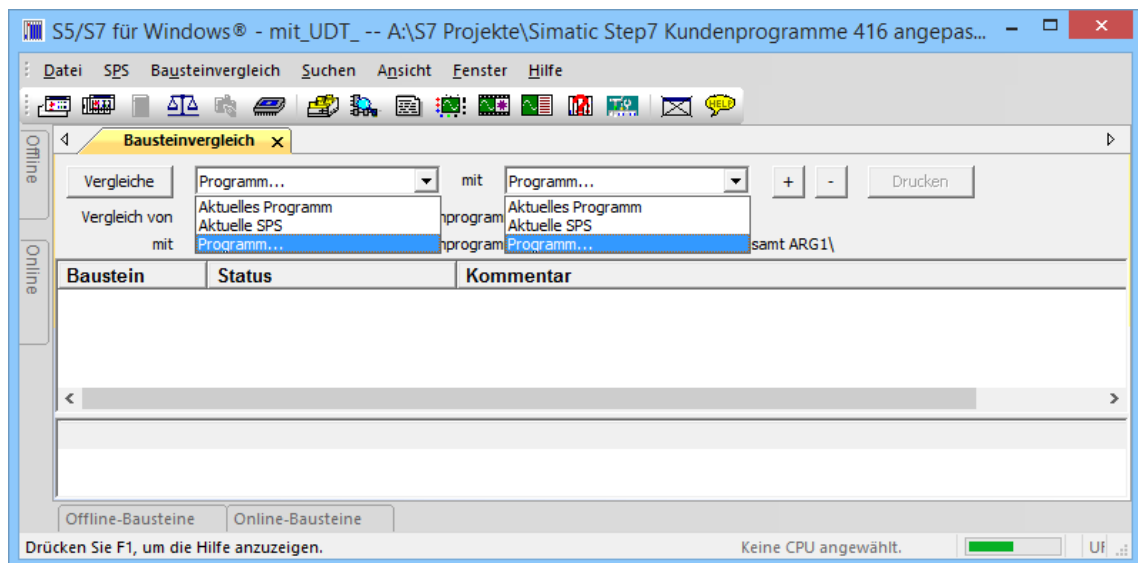 S5/S7 für Windows® - mit_UDT_ -- A:\S7 Projekte\Simatic Step7 Kundenprogramme 416 angepas...
Datei SPS Bausteinvergleich Suchen Ansicht Fenster Hilfe
HELP
Offline
Online
Bausteinvergleich x
Vergleiche Programm... mit Programm... + - Drucken
Aktuelles Programm Aktuelles Programm
Vergleich von Aktuelle SPS nprogram Aktuelle SPS
mit Programm... nprogram Programm... samt ARG1\
Baustein Status Kommentar
Offline-Bausteine Online-Bausteine
Drücken Sie F1, um die Hilfe anzuzeigen. Keine CPU angewählt.